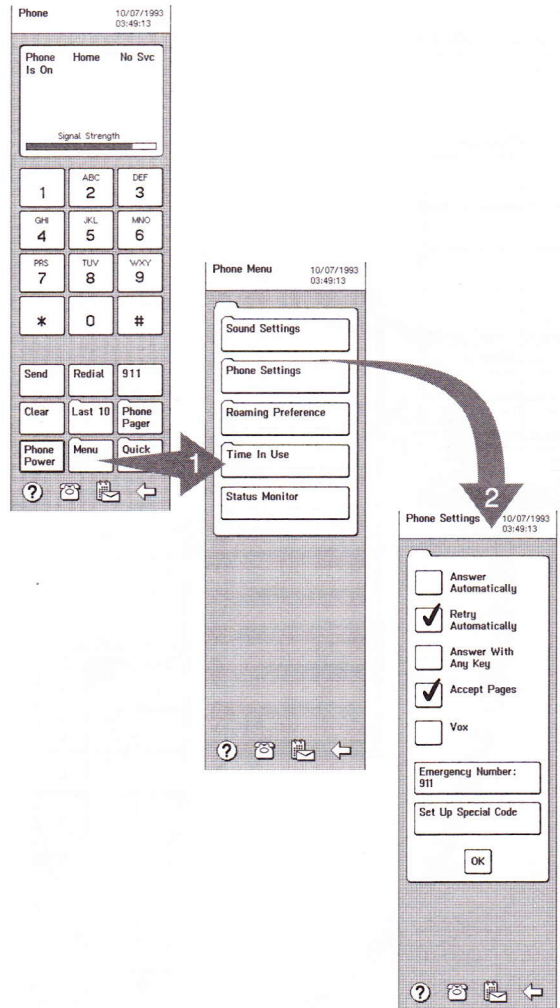 Phone
10/07/1993
03:49:13
Phone Home No Svc
Is On
Signal Strength
1 ABC 2 DEF 3
GHI 4 JKL 5 MNO 6
PRS 7 TUV 8 WXY 9
* 0 #
Send Redial 911
Clear Last 10 Phone Pager
Phone Power Menu Quick
?
1
Phone Menu
10/07/1993
03:49:13
Sound Settings
Phone Settings
Roaming Preference
Time In Use
Status Monitor
?
2
Phone Settings
10/07/1993
03:49:13
Answer
Automatically
Retry
Automatically
Answer With
Any Key
Accept Pages
Vox
Emergency Number:
911
Set Up Special Code
OK
?